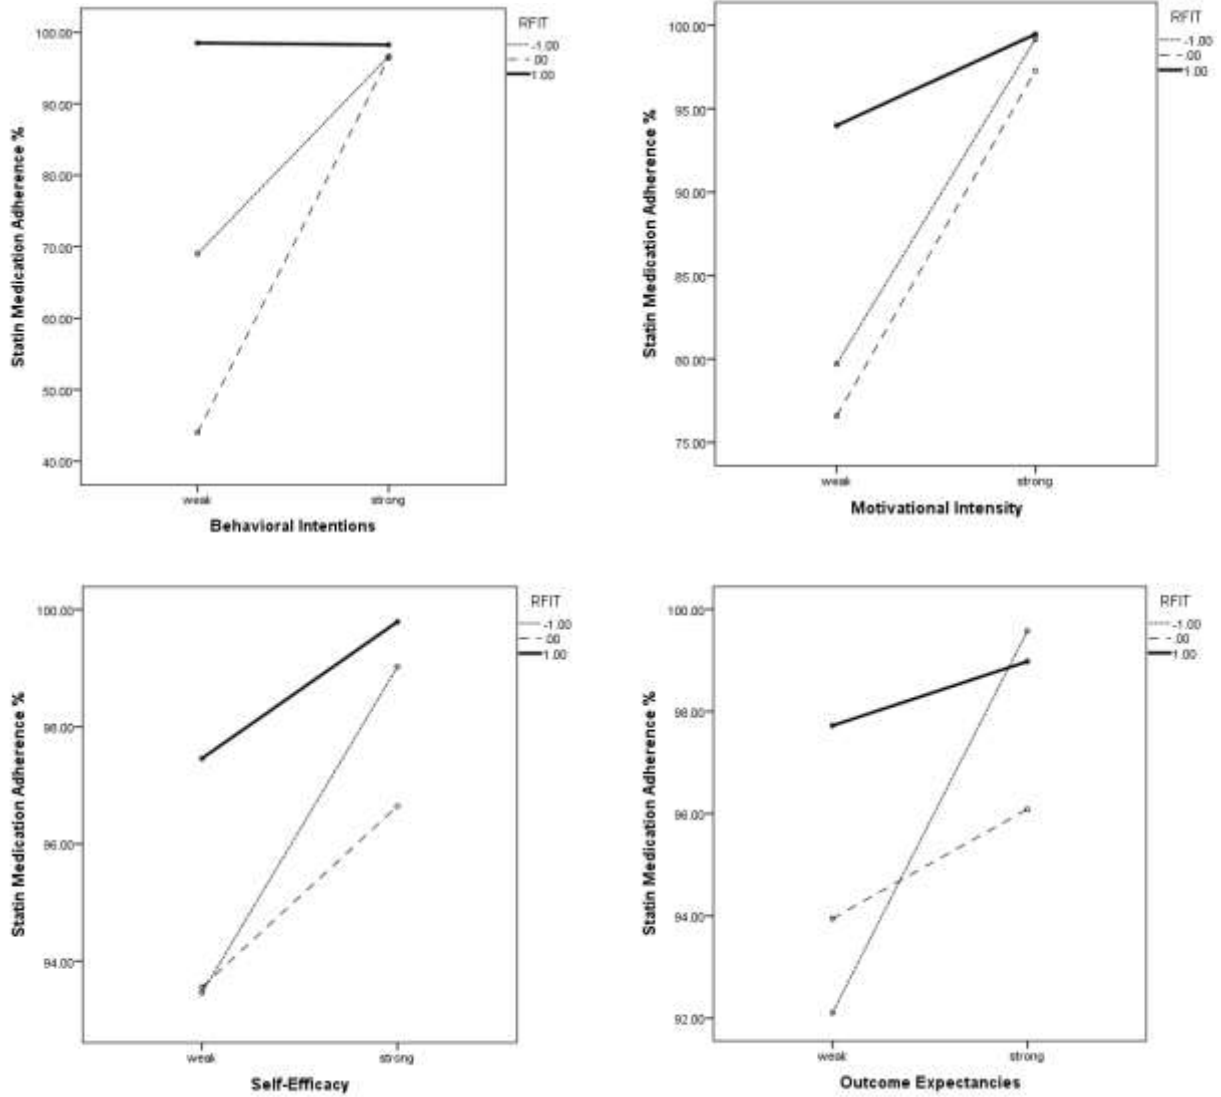 RFIT
-1.00
.00
1.00
Statin Medication Adherence %
100.00
90.00
80.00
70.00
60.00
50.00
40.00
weak
strong
Behavioral Intentions
RFIT
-1.00
.00
1.00
Statin Medication Adherence %
100.00
95.00
90.00
85.00
80.00
75.00
weak
strong
Motivational Intensity
RFIT
-1.00
.00
1.00
Statin Medication Adherence %
100.00
98.00
96.00
94.00
weak
strong
Self-Efficacy
RFIT
-1.00
.00
1.00
Statin Medication Adherence %
100.00
98.00
96.00
94.00
92.00
weak
strong
Outcome Expectancies